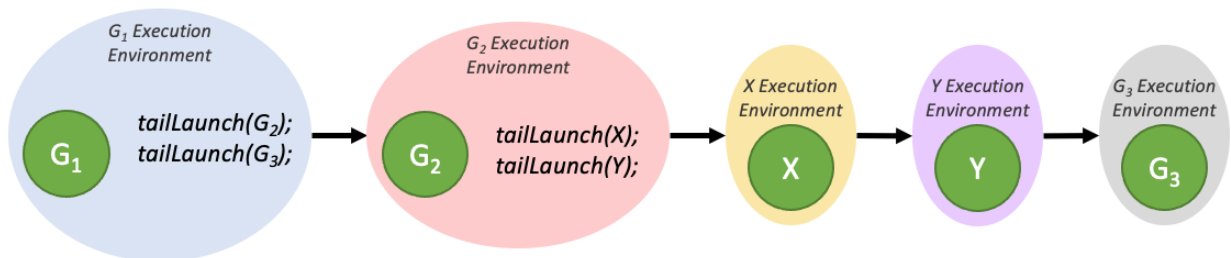 G₁ Execution
Environment
G₁
tailLaunch(G₂);
tailLaunch(G₃);
G₂ Execution
Environment
G₂
tailLaunch(X);
tailLaunch(Y);
X Execution
Environment
X
Y Execution
Environment
Y
G₃ Execution
Environment
G₃